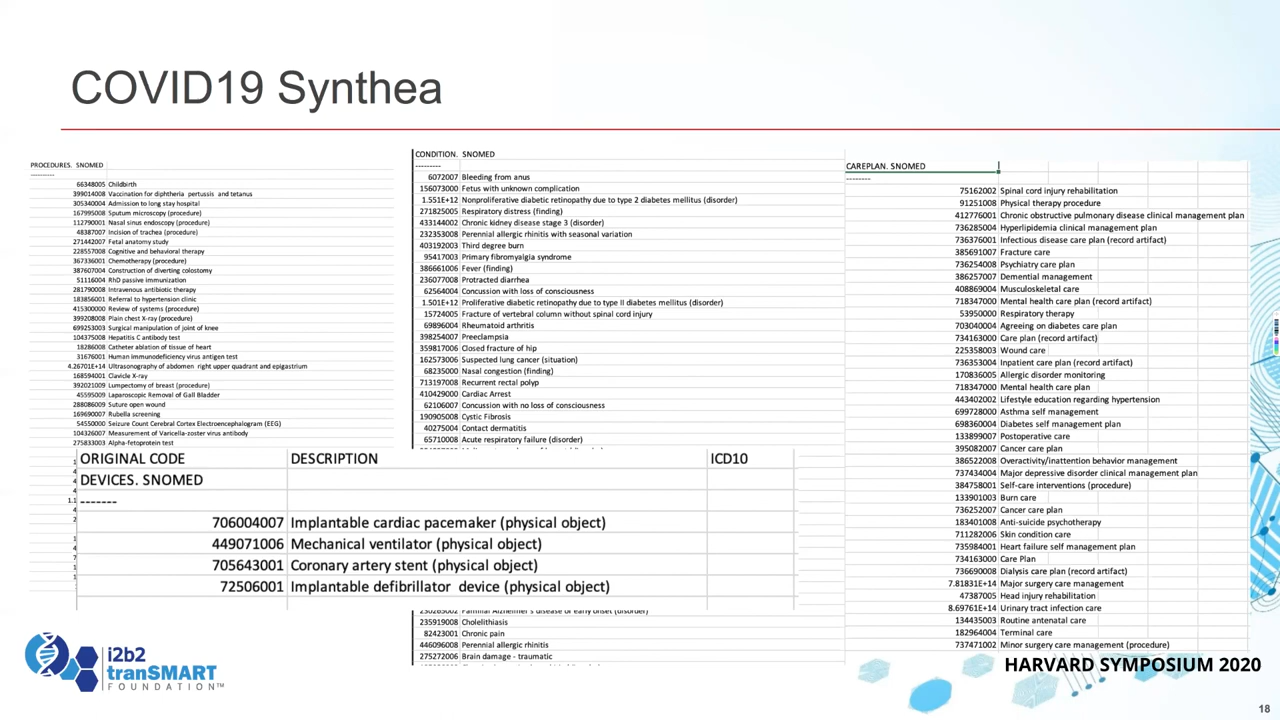 COVID19 Synthea
PROCEDURES. SNOMED
----------
66348005 Childbirth
399014008 Vaccination for diphtheria pertussis and tetanus
305340004 Admission to long stay hospital
167995008 Sputum microscopy (procedure)
112790001 Nasal sinus endoscopy (procedure)
48387007 Incision of trachea (procedure)
271442007 Fetal anatomy study
228557008 Cognitive and behavioral therapy
367336001 Chemotherapy (procedure)
387607004 Construction of diverting colostomy
51116004 RhD passive immunization
281790008 Intravenous antibiotic therapy
183856001 Referral to hypertension clinic
415300000 Review of systems (procedure)
399208008 Plain chest X-ray (procedure)
699253003 Surgical manipulation of joint of knee
104375008 Hepatitis C antibody test
18286008 Catheter ablation of tissue of heart
31676001 Human immunodeficiency virus antigen test
4.26701E+14 Ultrasonography of abdomen right upper quadrant and epigastrium
168594001 Clavicle X-ray
392021009 Lumpectomy of breast (procedure)
45595009 Laparoscopic Removal of Gall Bladder
288086009 Suture open wound
169690007 Rubella screening
54550000 Seizure Count Cerebral Cortex Electroencephalogram (EEG)
104326007 Measurement of Varicella-zoster virus antibody
275833003 Alpha-fetoprotein test
CONDITION. SNOMED
---------
6072007 Bleeding from anus
156073000 Fetus with unknown complication
1.551E+12 Nonproliferative diabetic retinopathy due to type 2 diabetes mellitus (disorder)
271825005 Respiratory distress (finding)
433144002 Chronic kidney disease stage 3 (disorder)
232353008 Perennial allergic rhinitis with seasonal variation
403192003 Third degree burn
95417003 Primary fibromyalgia syndrome
386661006 Fever (finding)
236077008 Protracted diarrhea
62564004 Concussion with loss of consciousness
1.501E+12 Proliferative diabetic retinopathy due to type II diabetes mellitus (disorder)
15724005 Fracture of vertebral column without spinal cord injury
69896004 Rheumatoid arthritis
398254007 Preeclampsia
359817006 Closed fracture of hip
162573006 Suspected lung cancer (situation)
68235000 Nasal congestion (finding)
713197008 Recurrent rectal polyp
410429000 Cardiac Arrest
62106007 Concussion with no loss of consciousness
190905008 Cystic Fibrosis
40275004 Contact dermatitis
65710008 Acute respiratory failure (disorder)
ORIGINAL CODE DESCRIPTION ICD10
DEVICES. SNOMED
-------
706004007 Implantable cardiac pacemaker (physical object)
449071006 Mechanical ventilator (physical object)
705643001 Coronary artery stent (physical object)
72506001 Implantable defibrillator device (physical object)
230265002 Familial Alzheimer's disease of early onset (disorder)
235919008 Cholelithiasis
82423001 Chronic pain
446096008 Perennial allergic rhinitis
275272006 Brain damage - traumatic
CAREPLAN. SNOMED
--------
75162002 Spinal cord injury rehabilitation
91251008 Physical therapy procedure
412776001 Chronic obstructive pulmonary disease clinical management plan
736285004 Hyperlipidemia clinical management plan
736376001 Infectious disease care plan (record artifact)
385691007 Fracture care
736254008 Psychiatry care plan
386257007 Demential management
408869004 Musculoskeletal care
718347000 Mental health care plan (record artifact)
53950000 Respiratory therapy
703040004 Agreeing on diabetes care plan
734163000 Care plan (record artifact)
225358003 Wound care
736353004 Inpatient care plan (record artifact)
170836005 Allergic disorder monitoring
718347000 Mental health care plan
443402002 Lifestyle education regarding hypertension
699728000 Asthma self management
698360004 Diabetes self management plan
133899007 Postoperative care
395082007 Cancer care plan
386522008 Overactivity/inattention behavior management
737434004 Major depressive disorder clinical management plan
384758001 Self-care interventions (procedure)
133901003 Burn care
736252007 Cancer care plan
183401008 Anti-suicide psychotherapy
711282006 Skin condition care
735984001 Heart failure self management plan
734163000 Care Plan
736690008 Dialysis care plan (record artifact)
7.81831E+14 Major surgery care management
47387005 Head injury rehabilitation
8.69761E+14 Urinary tract infection care
134435003 Routine antenatal care
182964004 Terminal care
737471002 Minor surgery care management (procedure)
i2b2
tranSMART
FOUNDATION™
HARVARD SYMPOSIUM 2020
18